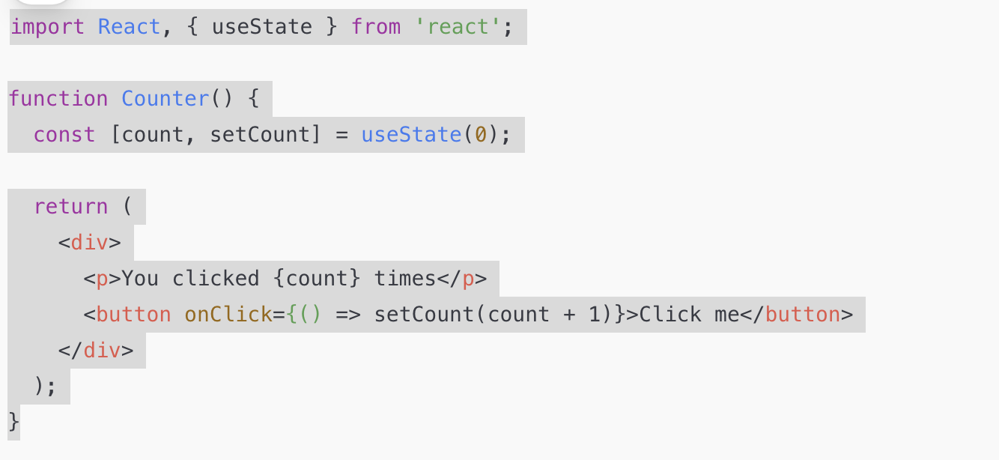 import React, { useState } from 'react';
function Counter() {
  const [count, setCount] = useState(0);
  return (
    <div>
      <p>You clicked {count} times</p>
      <button onClick={() => setCount(count + 1)}>Click me</button>
    </div>
  );
}